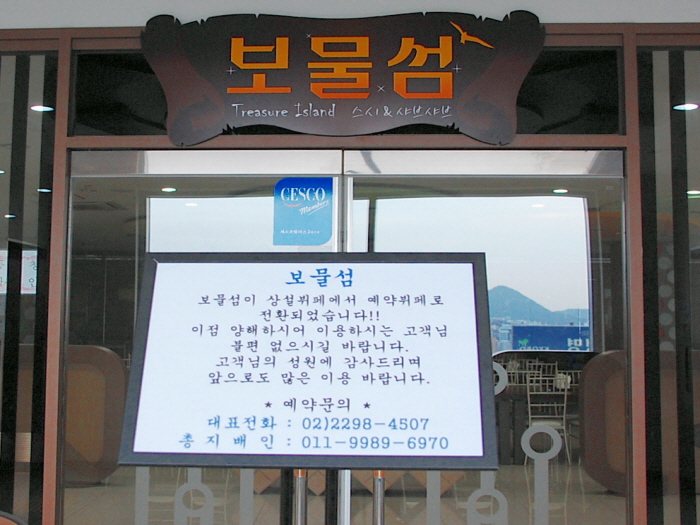 보물섬
Treasure Island 스시&샤브샤브
CESCO
Members
보물섬
보물섬이 상설뷔페에서 예약뷔페로
전환되었습니다!!
이점 양해하시어 이용하시는 고객님
불편 없으시길 바랍니다.
고객님의 성원에 감사드리며
앞으로도 많은 이용 바랍니다.
★ 예약문의 ★
대표전화 : 02)2298-4507
총지배인 : 011-9989-6970